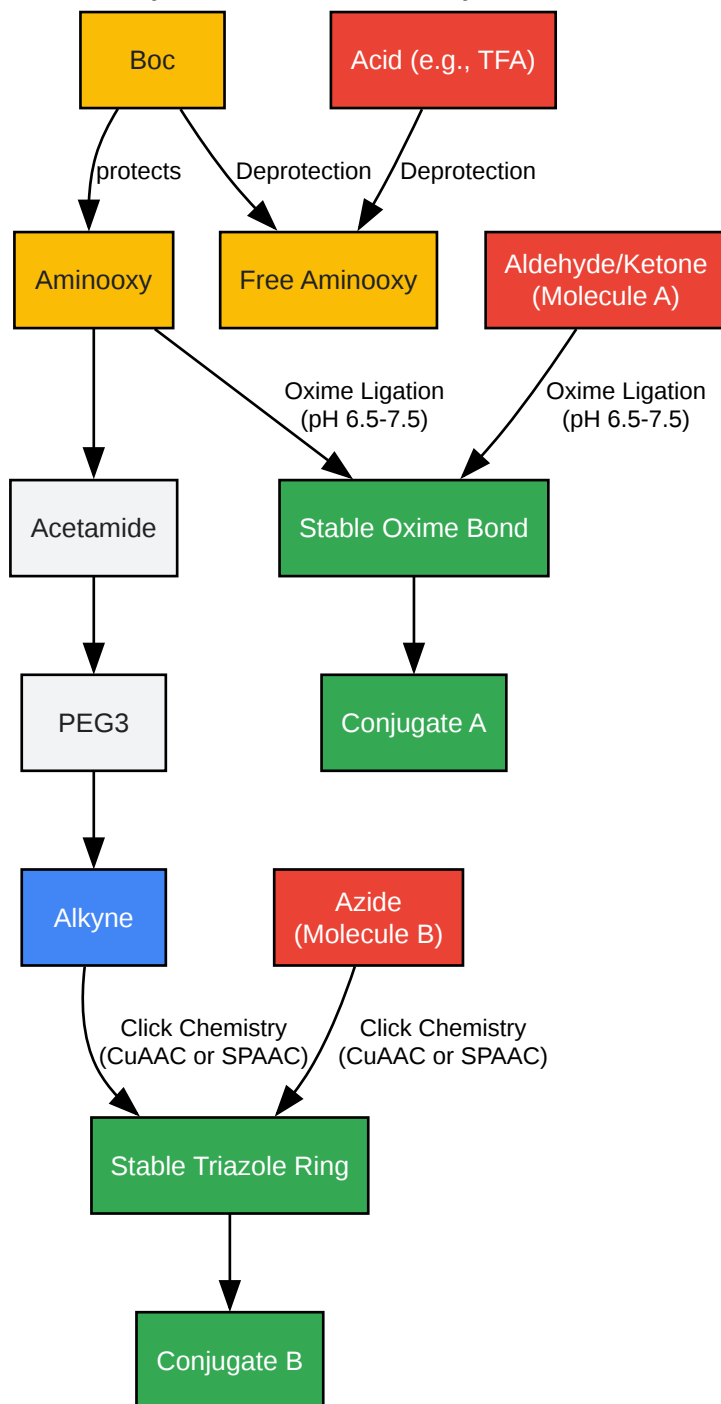 Boc
Acid (e.g., TFA)
protects
Deprotection
Deprotection
Aminooxy
Free Aminooxy
Aldehyde/Ketone
(Molecule A)
Oxime Ligation
(pH 6.5-7.5)
Oxime Ligation
(pH 6.5-7.5)
Acetamide
Stable Oxime Bond
PEG3
Conjugate A
Alkyne
Azide
(Molecule B)
Click Chemistry
(CuAAC or SPAAC)
Click Chemistry
(CuAAC or SPAAC)
Stable Triazole Ring
Conjugate B